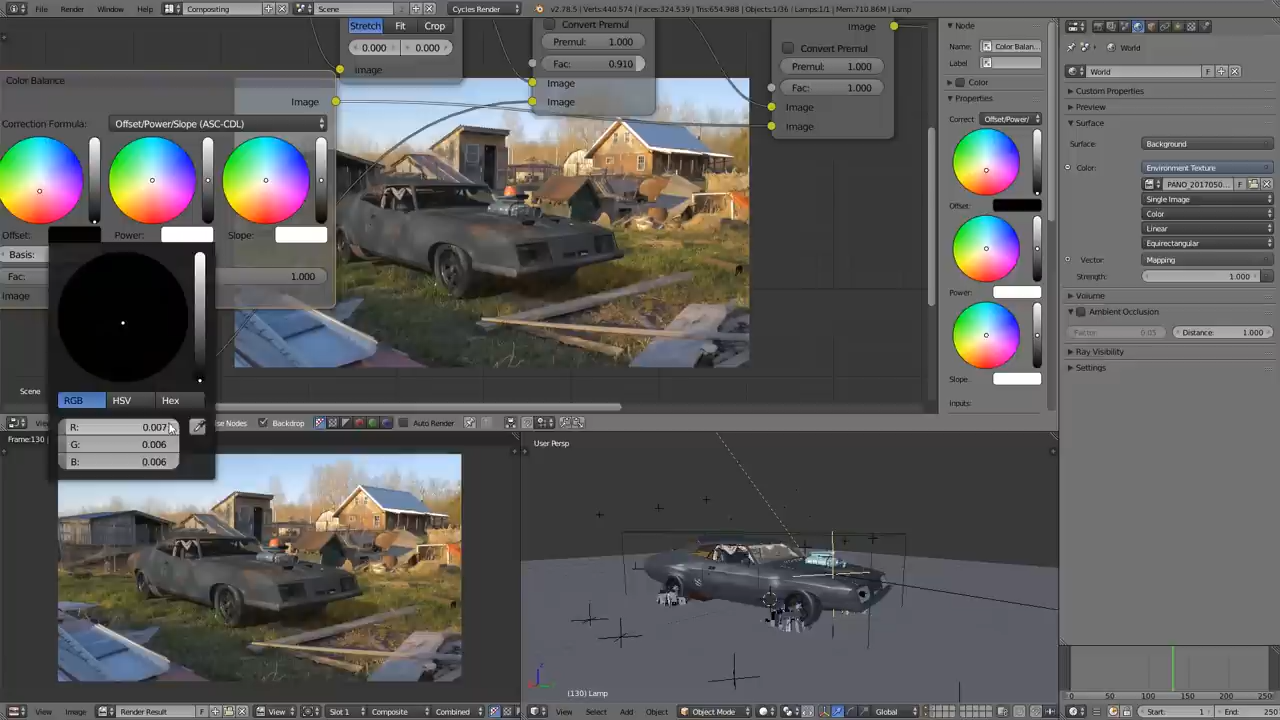 File Render Window Help Compositing Scene 2 Cycles Render v2.78.5 | Verts:440.574 | Faces:324.539 | Tris:654.988 | Objects:1/36 | Lamps:1/1 | Mem:710.86M | Lamp
Stretch Fit Crop
0.000 0.000
Image
Convert Premul
Premul: 1.000
Fac: 0.910
Image
Image
Image
Convert Premul
Premul: 1.000
Fac: 1.000
Image
Image
Color Balance
Image
Correction Formula: Offset/Power/Slope (ASC-CDL)
Offset: Power: Slope:
Basis:
Fac: 1.000
Image
Scene
RGB HSV Hex
R: 0.007
G: 0.006
B: 0.006
Node
Name: Color Balan...
Label
Color
Properties
Correct Offset/Power/
Offset:
Power:
Slope:
Inputs:
World
World F
Custom Properties
Preview
Surface
Surface: Background
Color: Environment Texture
PANO_2017050... F
Single Image
Color
Linear
Equirectangular
Vector: Mapping
Strength: 1.000
Volume
Ambient Occlusion
Factor: 0.05 Distance: 1.000
Ray Visibility
Settings
se Nodes Backdrop Auto Render
Frame:130
User Persp
(130) Lamp
View Image Render Result F View Slot 1 Composite Combined
View Select Add Object Object Mode Global
0 50 100 150 200 250
Start: 1 End: 250